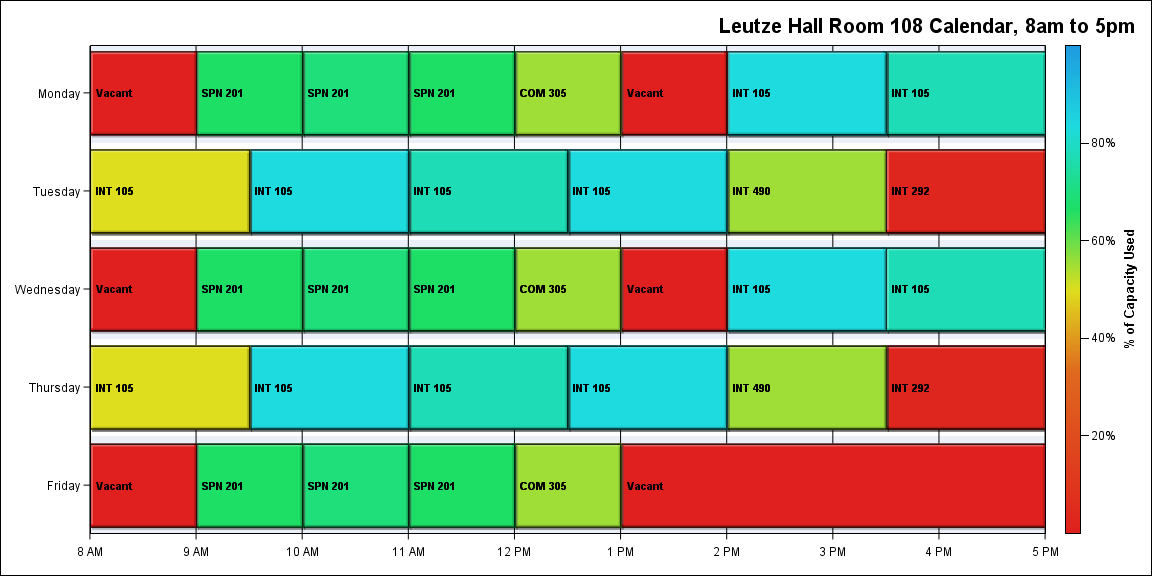 Leutze Hall Room 108 Calendar, 8am to 5pm
Monday
Vacant
SPN 201
SPN 201
SPN 201
COM 305
Vacant
INT 105
INT 105
Tuesday
INT 105
INT 105
INT 105
INT 105
INT 490
INT 292
Wednesday
Vacant
SPN 201
SPN 201
SPN 201
COM 305
Vacant
INT 105
INT 105
Thursday
INT 105
INT 105
INT 105
INT 105
INT 490
INT 292
Friday
Vacant
SPN 201
SPN 201
SPN 201
COM 305
Vacant
8 AM
9 AM
10 AM
11 AM
12 PM
1 PM
2 PM
3 PM
4 PM
5 PM
80%
60%
40%
20%
% of Capacity Used